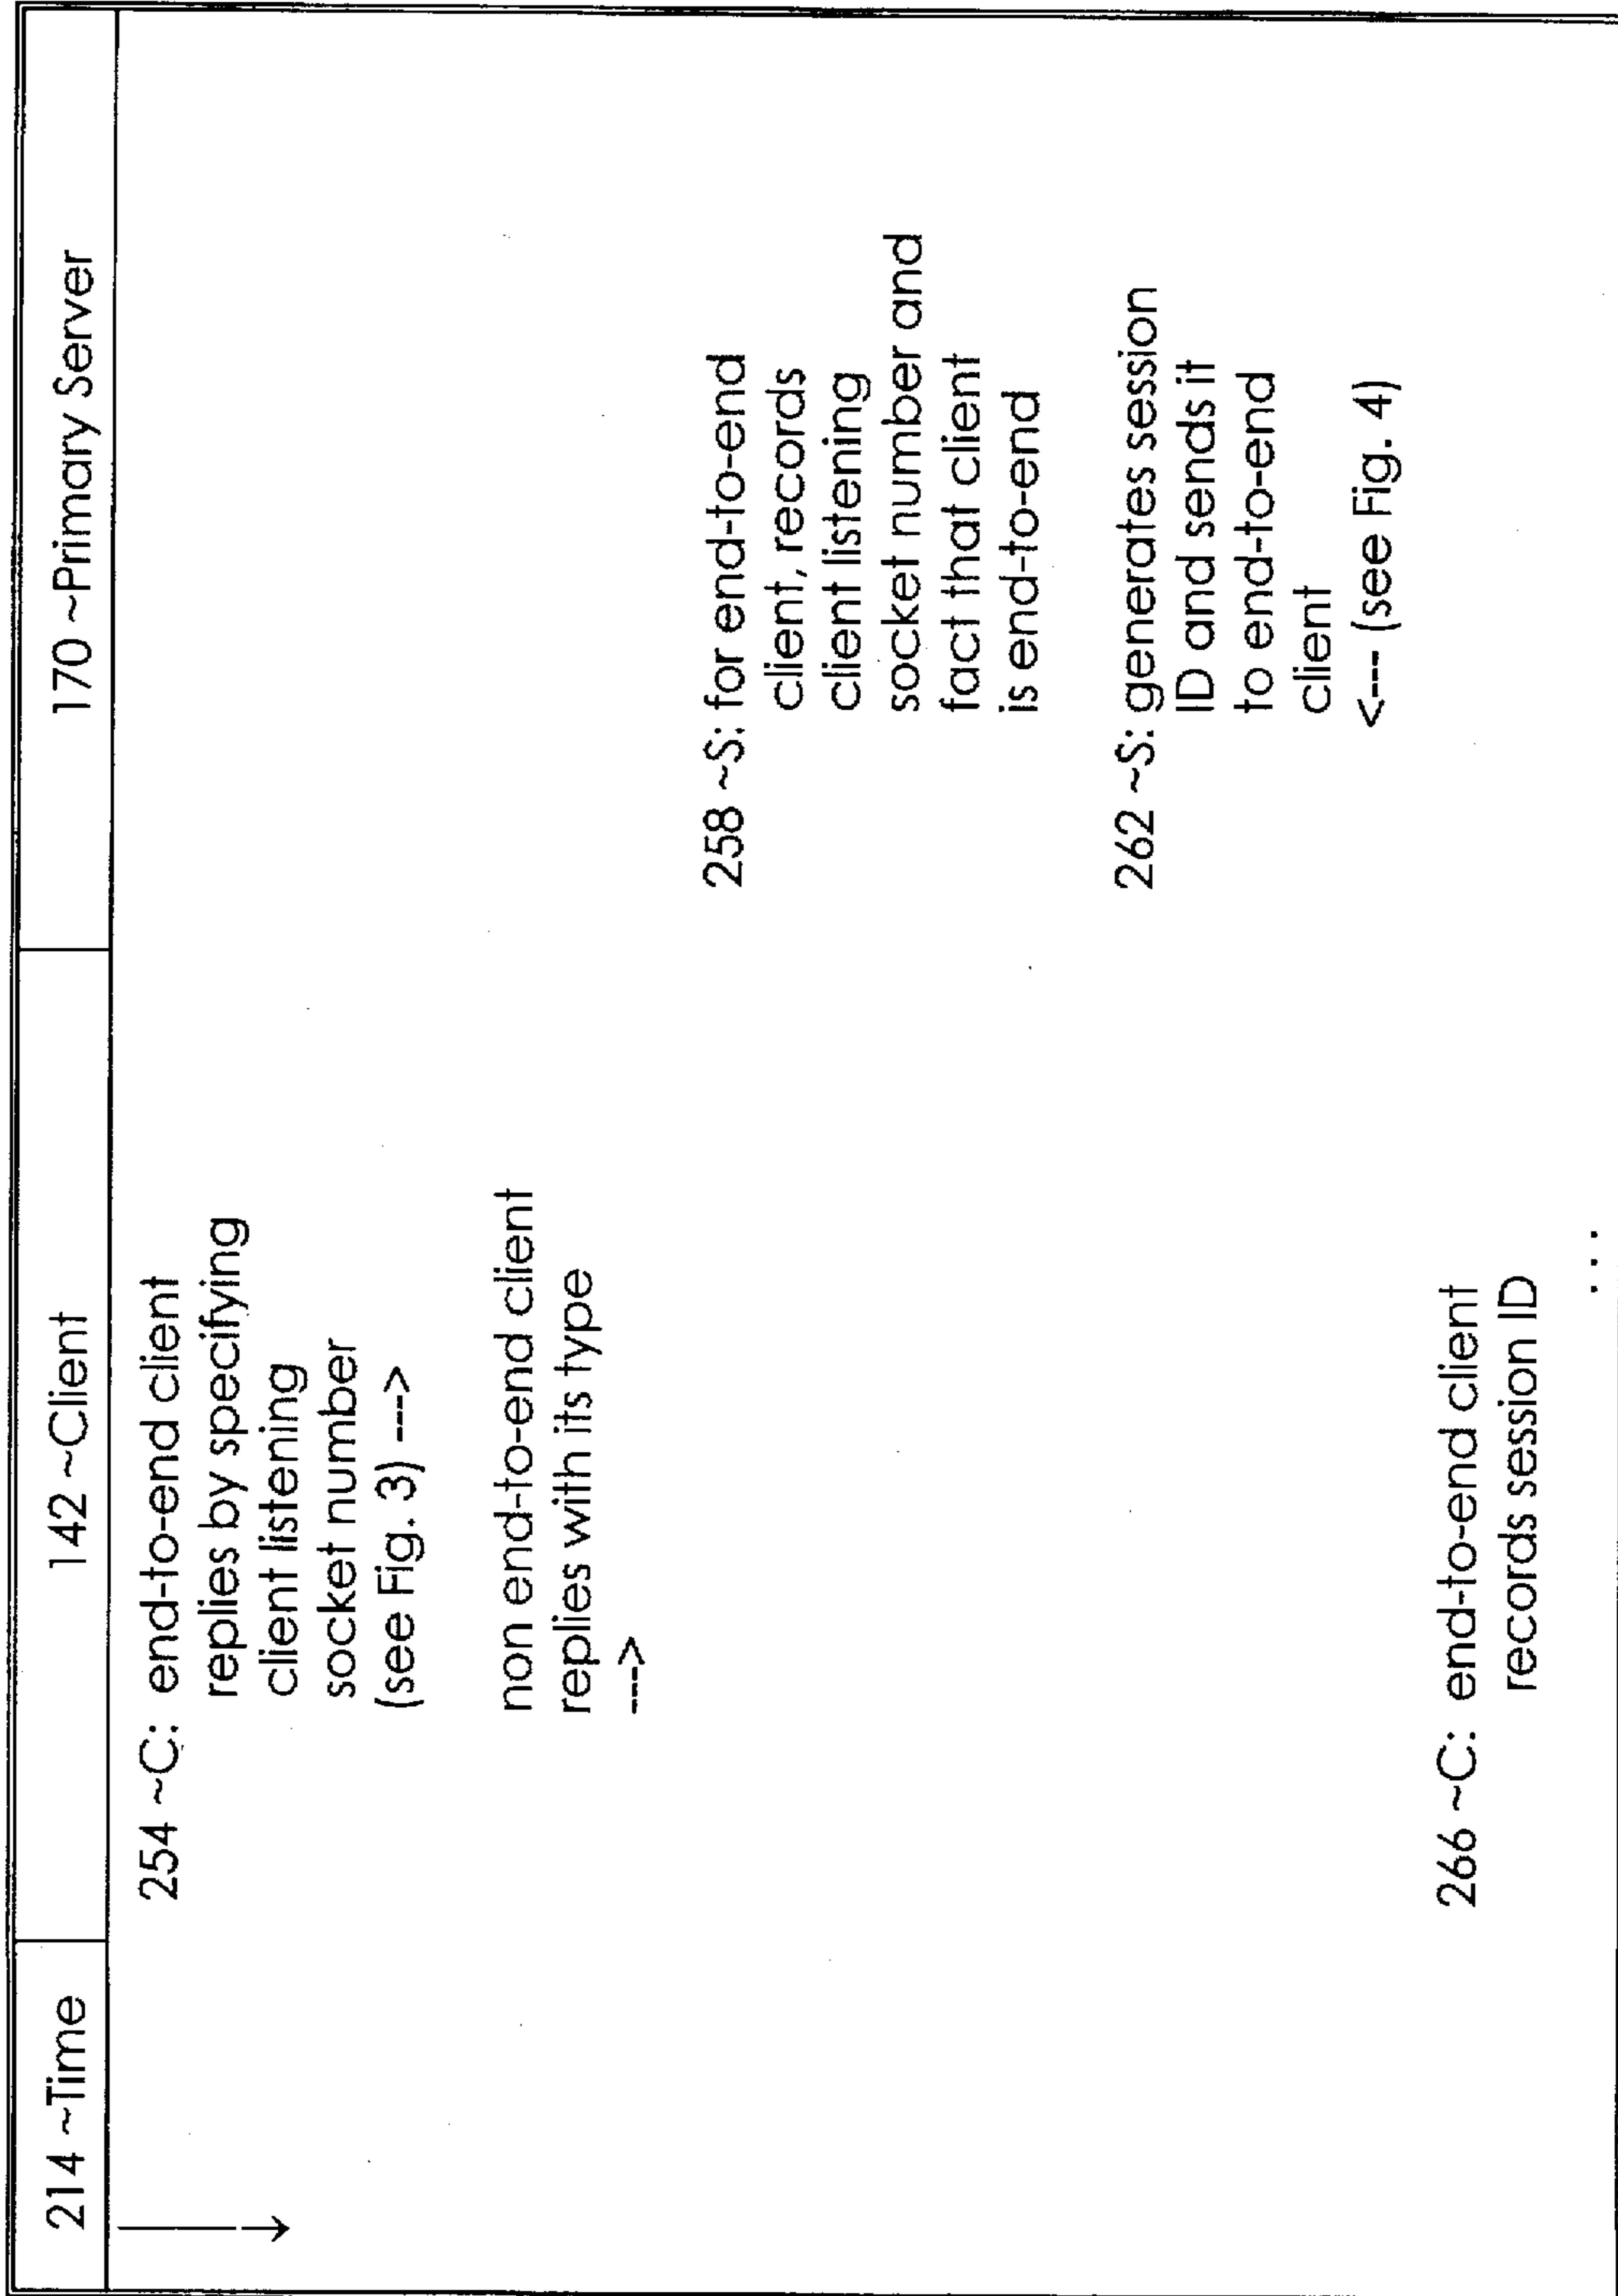 214 ~Time
142 ~Client
170 ~Primary Server
254 ~C: end-to-end client
replies by specifying
client listening
socket number
(see Fig. 3) --->
non end-to-end client
replies with its type
--->
258 ~S: for end-to-end
client, records
client listening
socket number and
fact that client
is end-to-end
262 ~S: generates session
ID and sends it
to end-to-end
client
<--- (see Fig. 4)
266 ~C: end-to-end client
records session ID
. . .